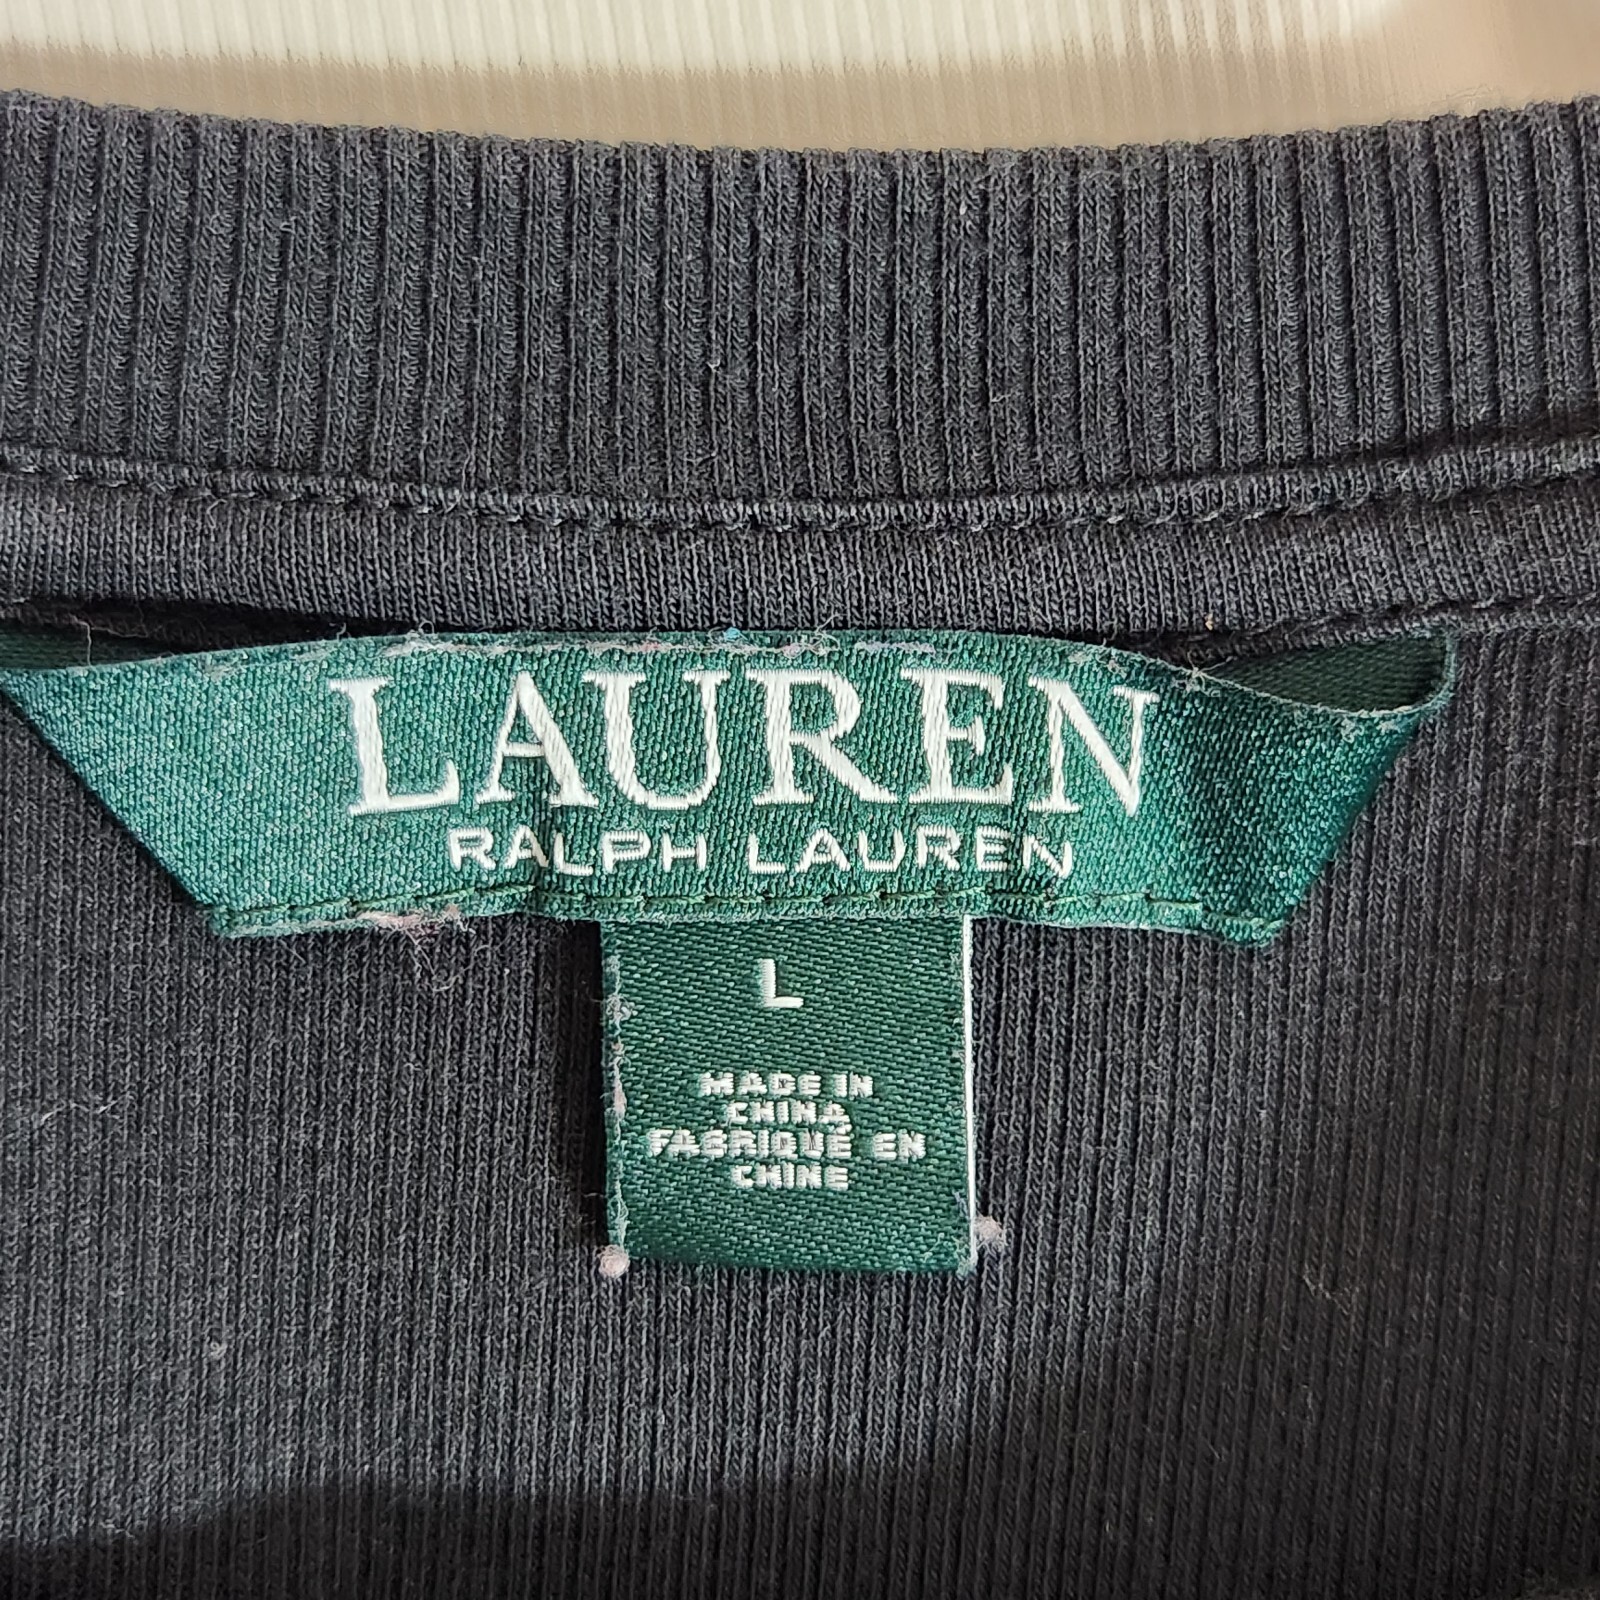 LAUREN
RALPH LAUREN
L
MADE IN
CHINA
FABRIQUÉ EN
CHINE